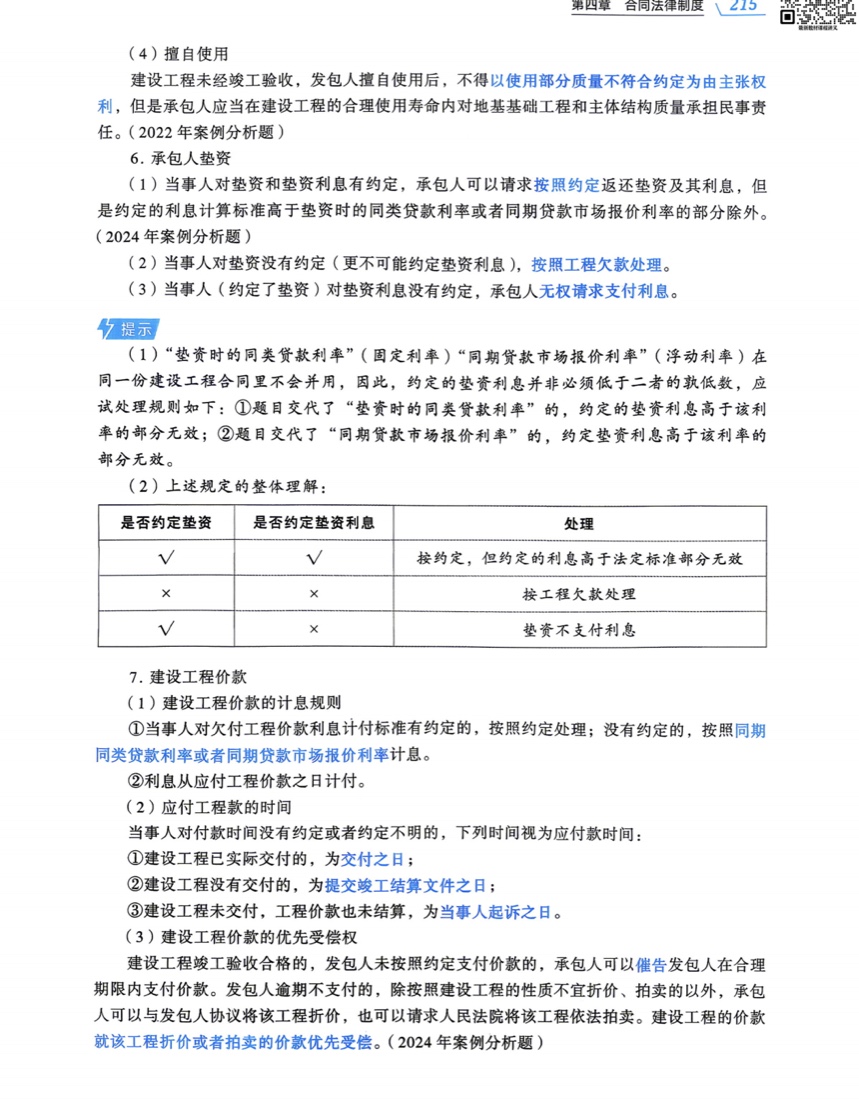 第四章 合同法律制度 215
（4）擅自使用
建设工程未经竣工验收，发包人擅自使用后，不得以使用部分质量不符合约定为由主张权
利，但是承包人应当在建设工程的合理使用寿命内对地基基础工程和主体结构质量承担民事责
任。（2022 年案例分析题）
6. 承包人垫资
（1）当事人对垫资和垫资利息有约定，承包人可以请求按照约定返还垫资及其利息，但
是约定的利息计算标准高于垫资时的同类贷款利率或者同期贷款市场报价利率的部分除外。
（2024 年案例分析题）
（2）当事人对垫资没有约定（更不可能约定垫资利息），按照工程欠款处理。
（3）当事人（约定了垫资）对垫资利息没有约定，承包人无权请求支付利息。
提示
（1）“垫资时的同类贷款利率”（固定利率）“同期贷款市场报价利率”（浮动利率）在
同一份建设工程合同里不会并用，因此，约定的垫资利息并非必须低于二者的孰低数，应
试处理规则如下：①题目交代了“垫资时的同类贷款利率”的，约定的垫资利息高于该利
率的部分无效；②题目交代了“同期贷款市场报价利率”的，约定垫资利息高于该利率的
部分无效。
（2）上述规定的整体理解：
是否约定垫资 是否约定垫资利息 处理
√ √ 按约定，但约定的利息高于法定标准部分无效
× × 按工程欠款处理
√ × 垫资不支付利息
7. 建设工程价款
（1）建设工程价款的计息规则
①当事人对欠付工程价款利息计付标准有约定的，按照约定处理；没有约定的，按照同期
同类贷款利率或者同期贷款市场报价利率计息。
②利息从应付工程价款之日计付。
（2）应付工程款的时间
当事人对付款时间没有约定或者约定不明的，下列时间视为应付款时间：
①建设工程已实际交付的，为交付之日；
②建设工程没有交付的，为提交竣工结算文件之日；
③建设工程未交付，工程价款也未结算，为当事人起诉之日。
（3）建设工程价款的优先受偿权
建设工程竣工验收合格的，发包人未按照约定支付价款的，承包人可以催告发包人在合理
期限内支付价款。发包人逾期不支付的，除按照建设工程的性质不宜折价、拍卖的以外，承包
人可以与发包人协议将该工程折价，也可以请求人民法院将该工程依法拍卖。建设工程的价款
就该工程折价或者拍卖的价款优先受偿。（2024 年案例分析题）